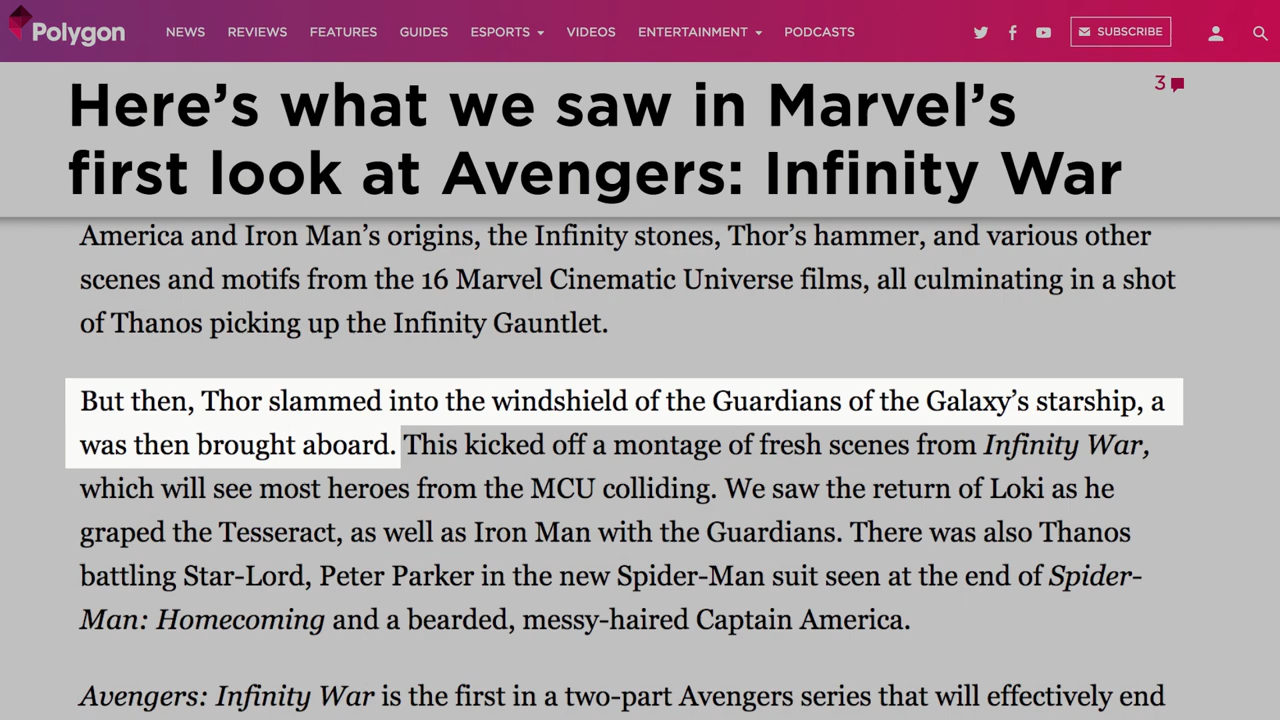 Polygon NEWS REVIEWS FEATURES GUIDES ESPORTS VIDEOS ENTERTAINMENT PODCASTS SUBSCRIBE
Here’s what we saw in Marvel’s
3
first look at Avengers: Infinity War
America and Iron Man’s origins, the Infinity stones, Thor’s hammer, and various other
scenes and motifs from the 16 Marvel Cinematic Universe films, all culminating in a shot
of Thanos picking up the Infinity Gauntlet.
But then, Thor slammed into the windshield of the Guardians of the Galaxy’s starship, a
was then brought aboard. This kicked off a montage of fresh scenes from Infinity War,
which will see most heroes from the MCU colliding. We saw the return of Loki as he
graped the Tesseract, as well as Iron Man with the Guardians. There was also Thanos
battling Star-Lord, Peter Parker in the new Spider-Man suit seen at the end of Spider-
Man: Homecoming and a bearded, messy-haired Captain America.
Avengers: Infinity War is the first in a two-part Avengers series that will effectively end